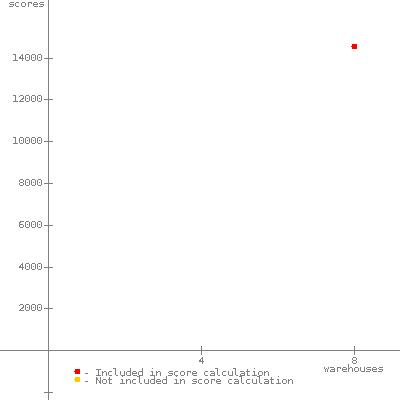 scores
14000
12000
10000
8000
6000
4000
2000
4
8
warehouses
- Included in score calculation
- Not included in score calculation